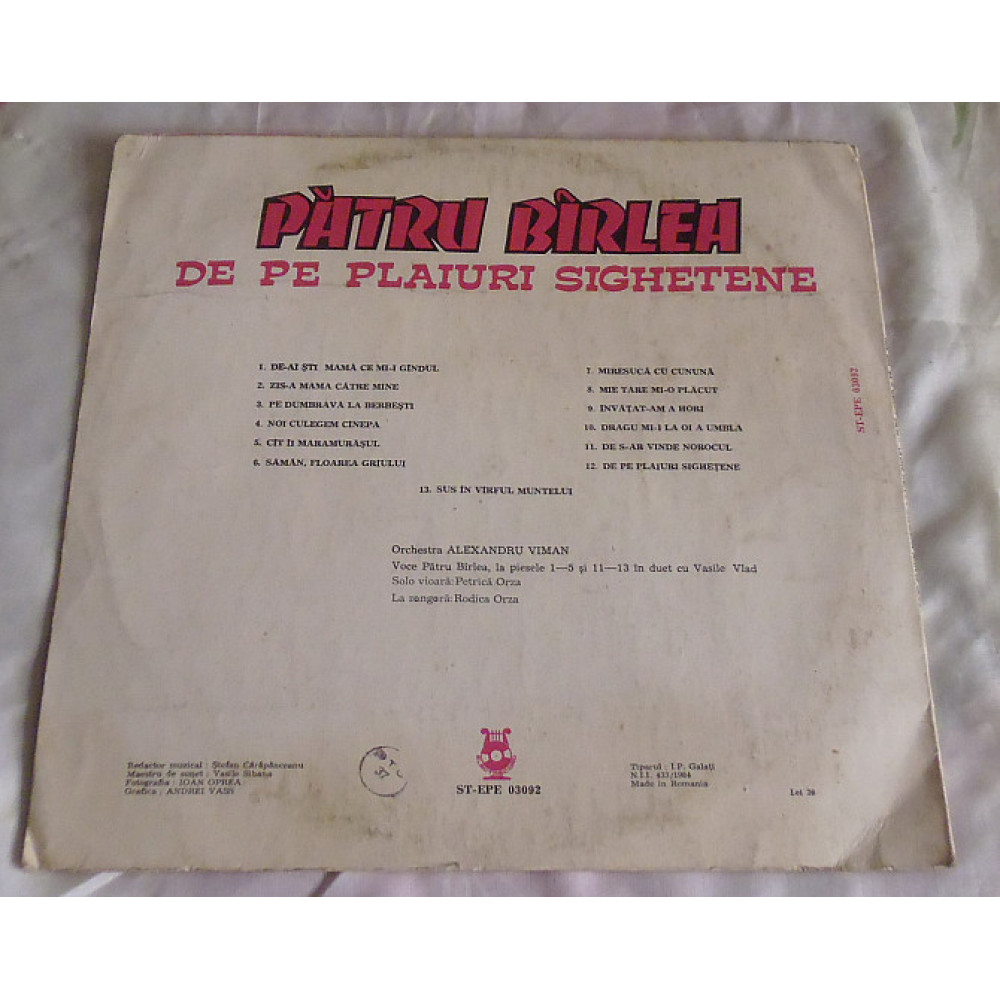 PĂTRU BÎRLEA
DE PE PLAIURI SIGHETENE
1. DE-AI ȘTI MAMĂ CE MI-I GÎNDUL
2. ZIS-A MAMA CĂTRE MINE
3. PE DUMBRAVĂ LA BERBEȘTI
4. NOI CULEGEM CÎNEPA
5. CÎT ÎI MARAMURĂȘUL
6. SĂMĂN, FLOAREA GRÎULUI
7. MIRESUCĂ CU CUNUNĂ
8. MIE TARE MI-O PLĂCUT
9. ÎNVĂȚAT-AM A HORI
10. DRAGU MI-I LA OI A UMBLA
11. DE S-AR VINDE NOROCUL
12. DE PE PLAIURI SIGHETENE
13. SUS ÎN VÎRFUL MUNTELUI
ST-EPE 03092
Orchestra ALEXANDRU VIMAN
Voce Pătru Bîrlea, la piesele 1—5 și 11—13 în duet cu Vasile Vlad
Solo vioară: Petrică Orza
La zongoră: Rodica Orza
Redactor muzical : Ștefan Cărăpănceanu
Maestru de sunet : Vasile Sibana
Fotografia : IOAN OPREA
Grafica : ANDREI VASS
37
ST-EPE 03092
Tiparul : I.P. Galați
N.I.I. 433/1984
Made in Romania
Lei 26